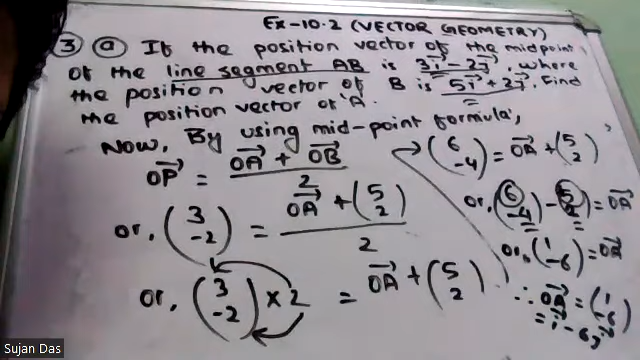 Ex-10.2 (VECTOR GEOMETRY)
③ ⓐ If the position vector of the midpoint
of the line segment AB is 3i⃗ - 2j⃗, where
the position vector of B is 5i⃗ + 2j⃗. Find
the position vector of A.
Now, By using mid-point formula,
OP⃗ = (OA⃗ + OB⃗)/2
or, (3 -2) = (OA⃗ + (5 2))/2
or, (3 -2) × 2 = OA⃗ + (5 2)
→ (6 -4) = OA⃗ + (5 2)
or, (6 -4) - (5 2) = OA⃗
or, (1 -6) = OA⃗
∴ OA⃗ = (1 -6)
= i⃗ - 6j⃗
Sujan Das